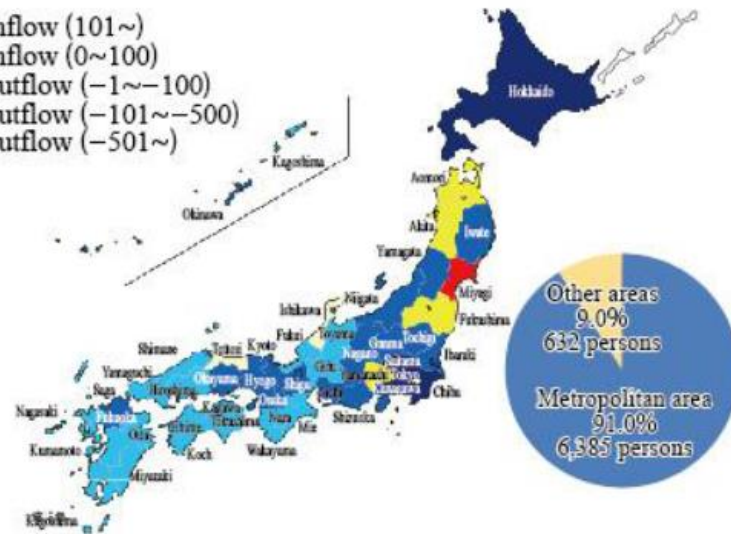 nflow (101~)
nflow (0~100)
utflow (−1~−100)
utflow (−101~−500)
utflow (−501~)
Hokkaido
Kagoshima
Okinawa
Aomori
Akita
Iwate
Yamagata
Miyagi
Fukushima
Niigata
Ishikawa
Fukui
Toyama
Gunma
Tochigi
Ibaraki
Nagano
Saitama
Tokyo
Kanagawa
Chiba
Gifu
Shimane
Tottori
Kyoto
Yamaguchi
Hiroshima
Okayama
Hyogo
Shiga
Saga
Fukuoka
Osaka
Nara
Mie
Shizuoka
Nagasaki
Oita
Ehime
Kagawa
Koch
Wakayama
Kumamoto
Miyazaki
Other areas
9.0%
632 persons
Metropolitan area
91.0%
6,385 persons